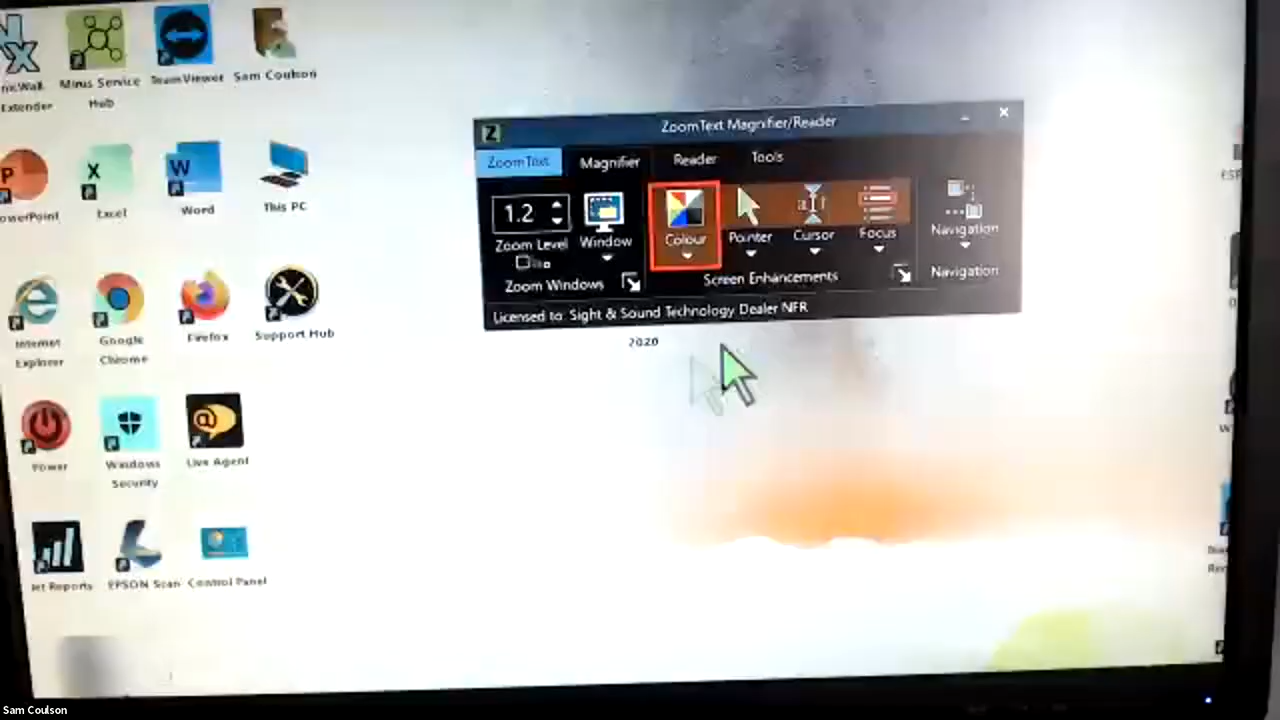 Extender
Mirus Service
Hub
TeamViewer
Sam Coulson
PowerPoint
Excel
Word
This PC
Internet
Explorer
Google
Chrome
Firefox
Support Hub
Power
Windows
Security
Live Agent
Jet Reports
EPSON Scan
Control Panel
ZoomText Magnifier/Reader
ZoomText
Magnifier
Reader
Tools
1.2
Zoom Level
Window
Colour
Pointer
Cursor
Focus
Navigation
Zoom Windows
Screen Enhancements
Navigation
Licensed to: Sight & Sound Technology Dealer NFR
2020
Sam Coulson